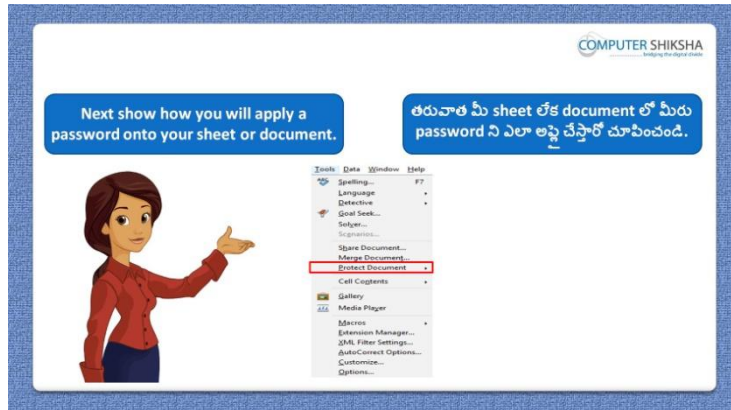 COMPUTER SHIKSHA
bridging the digital divide
Next show how you will apply a
password onto your sheet or document.
తరువాత మీ sheet లేక document లో మీరు
password ని ఎలా అప్లై చేస్తారో చూపించండి.
Tools Data Window Help
Spelling... F7
Language
Detective
Goal Seek...
Solver...
Scenarios...
Share Document...
Merge Document...
Protect Document
Cell Contents
Gallery
Media Player
Macros
Extension Manager...
XML Filter Settings...
AutoCorrect Options...
Customize...
Options...